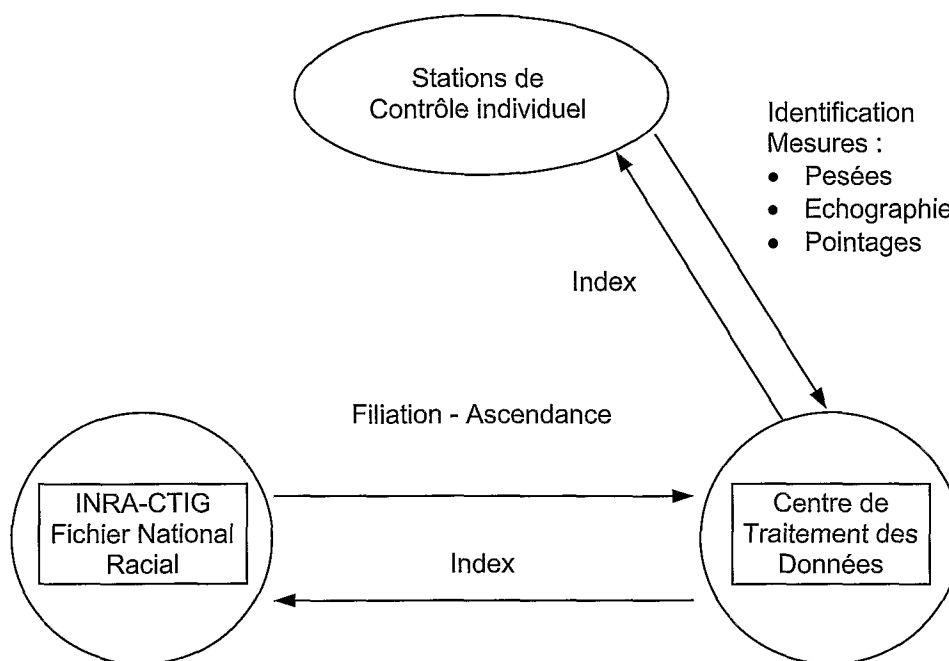 Stations de
Contrôle individuel
Identification
Mesures :
• Pesées
• Echographie
• Pointages
Index
Filiation - Ascendance
INRA-CTIG
Fichier National
Racial
Centre de
Traitement des
Données
Index